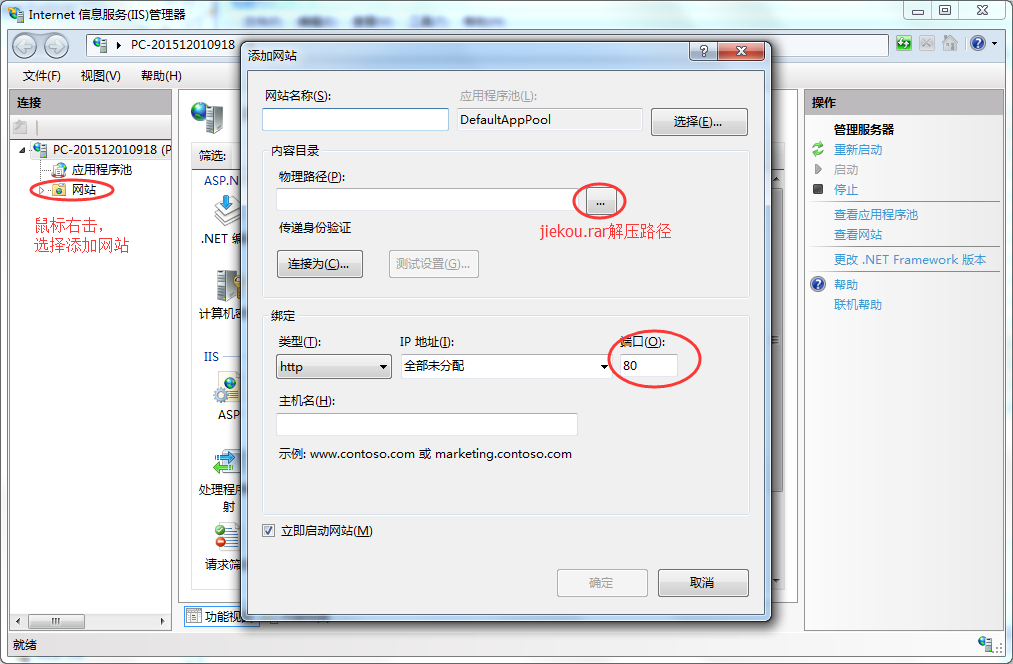 Internet 信息服务(IIS)管理器
PC-201512010918
文件(F) 视图(V) 帮助(H)
连接
PC-201512010918 (P
应用程序池
网站
鼠标右击，
选择添加网站
筛选:
ASP.N
.NET 编
计算机密
IIS
ASP
处理程序
射
请求筛
功能视
就绪
添加网站
网站名称(S):
应用程序池(L):
DefaultAppPool
选择(E)...
内容目录
物理路径(P):
...
jiekou.rar解压路径
传递身份验证
连接为(C)...
测试设置(G)...
绑定
类型(T):
IP 地址(I):
端口(O):
http
全部未分配
80
主机名(H):
示例: www.contoso.com 或 marketing.contoso.com
立即启动网站(M)
确定
取消
操作
管理服务器
重新启动
启动
停止
查看应用程序池
查看网站
更改 .NET Framework 版本
帮助
联机帮助